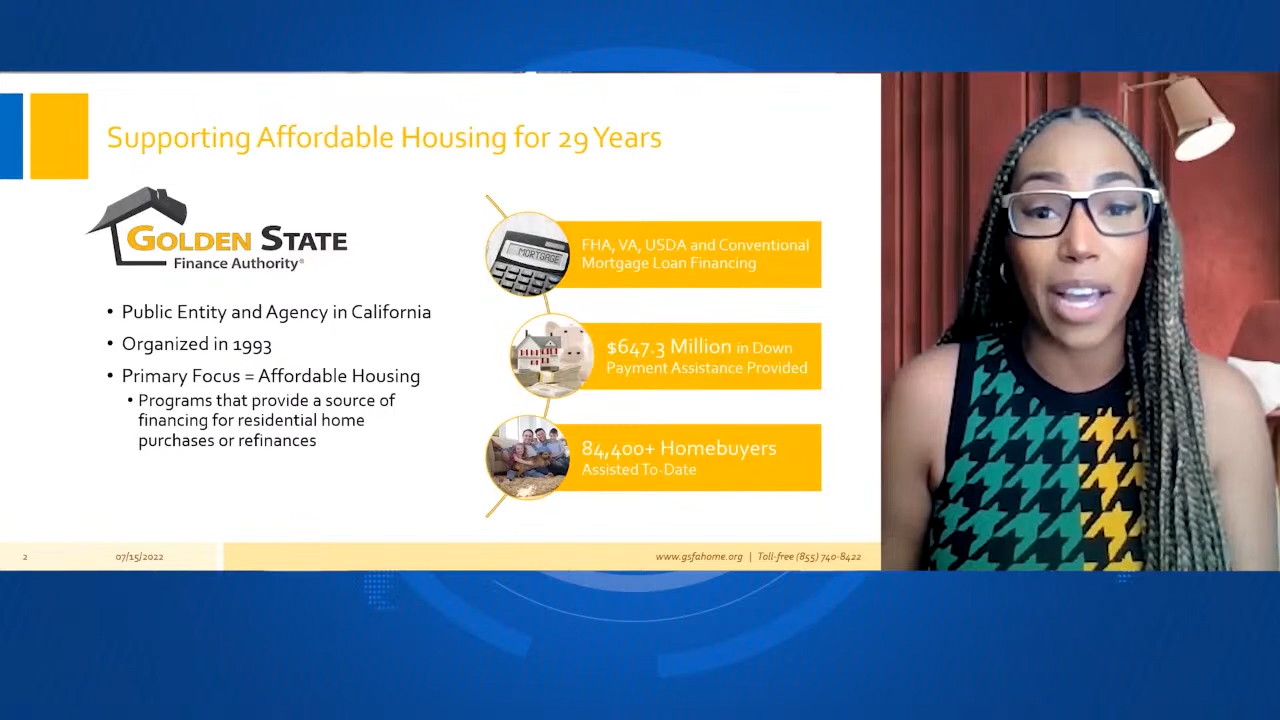 Supporting Affordable Housing for 29 Years
GOLDEN STATE
Finance Authority®
• Public Entity and Agency in California
• Organized in 1993
• Primary Focus = Affordable Housing
• Programs that provide a source of
financing for residential home
purchases or refinances
MORTGAGE
FHA, VA, USDA and Conventional
Mortgage Loan Financing
$647.3 Million in Down
Payment Assistance Provided
84,400+ Homebuyers
Assisted To-Date
2
07/15/2022
www.gsfahome.org | Toll-free (855) 740-8422